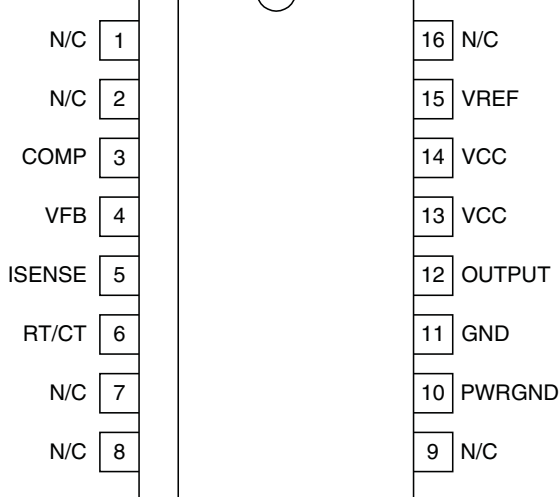 N/C 1 16 N/C
N/C 2 15 VREF
COMP 3 14 VCC
VFB 4 13 VCC
ISENSE 5 12 OUTPUT
RT/CT 6 11 GND
N/C 7 10 PWRGND
N/C 8 9 N/C